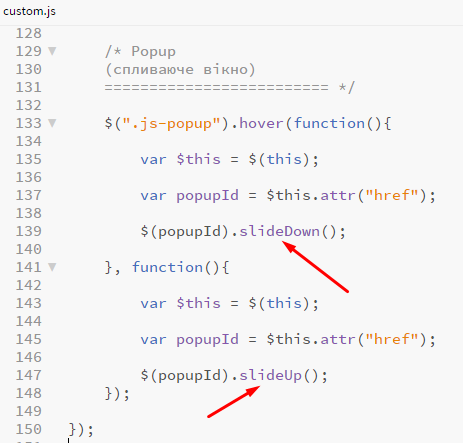 custom.js
128
129 /* Popup
130 (спливаюче вікно)
131 ========================= */
132
133 $(".js-popup").hover(function(){
134
135 var $this = $(this);
136
137 var popupId = $this.attr("href");
138
139 $(popupId).slideDown();
140
141 }, function(){
142
143 var $this = $(this);
144
145 var popupId = $this.attr("href");
146
147 $(popupId).slideUp();
148 });
149
150 });